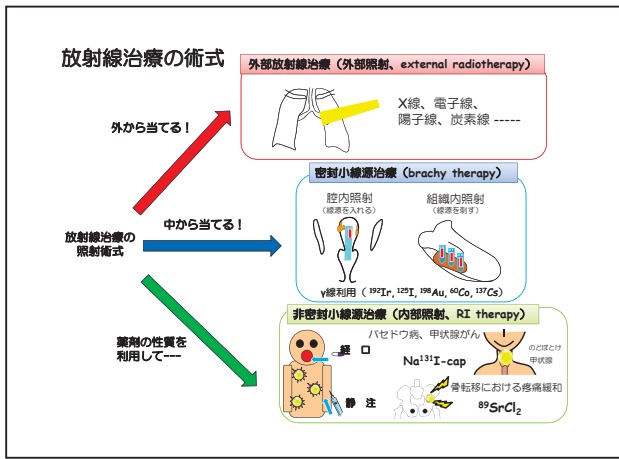 放射線治療の術式
外部放射線治療（外部照射、external radiotherapy）
X線、電子線、
陽子線、炭素線 -----
外から当てる！
密封小線源治療（brachy therapy）
腔内照射
（線源を入れる）
組織内照射
（線源を刺す）
中から当てる！
放射線治療の
照射術式
γ線利用（ ¹⁹²Ir, ¹²⁵I, ¹⁹⁸Au, ⁶⁰Co, ¹³⁷Cs）
非密封小線源治療（内部照射、RI therapy）
バセドウ病、甲状腺がん
薬剤の性質を
利用して---
経　口
Na¹³¹I-cap
のどぼとけ
甲状腺
骨転移における疼痛緩和
静　注
⁸⁹SrCl₂